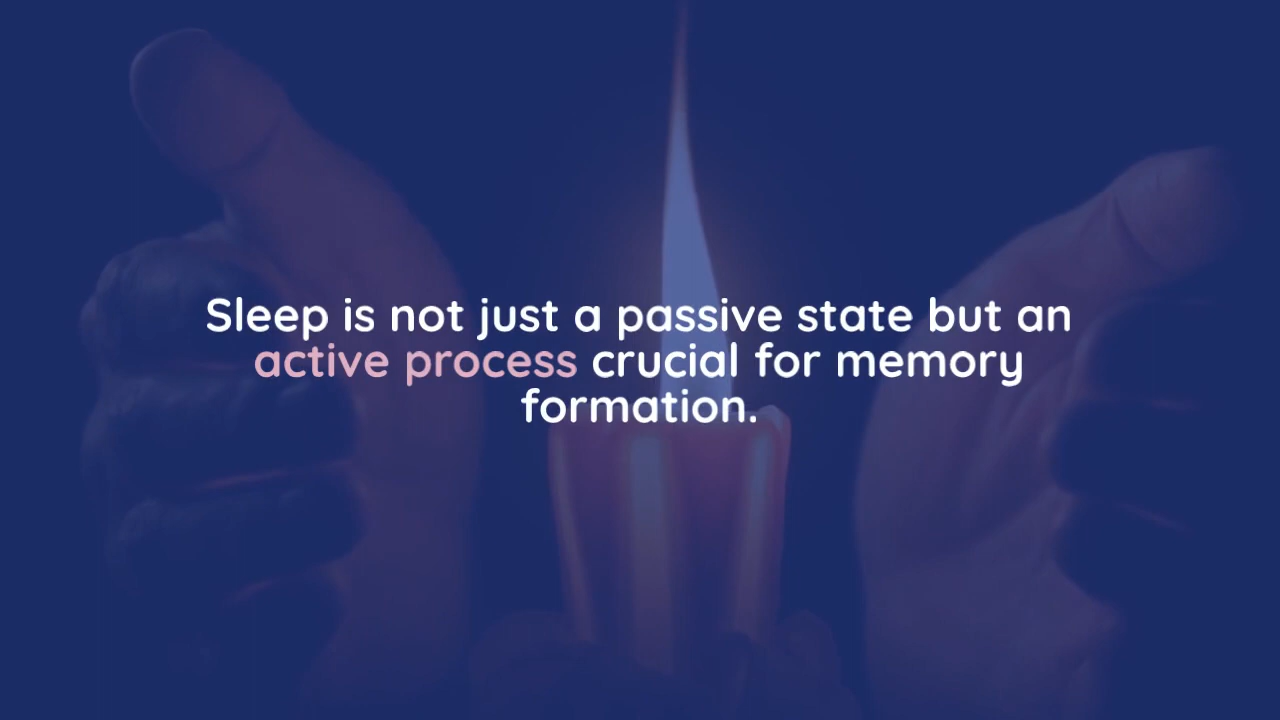 Sleep is not just a passive state but an
active process crucial for memory
formation.